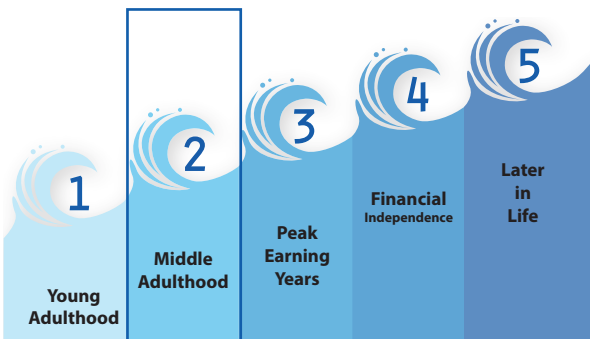 1
Young
Adulthood
2
Middle
Adulthood
3
Peak
Earning
Years
4
Financial
Independence
5
Later
in
Life